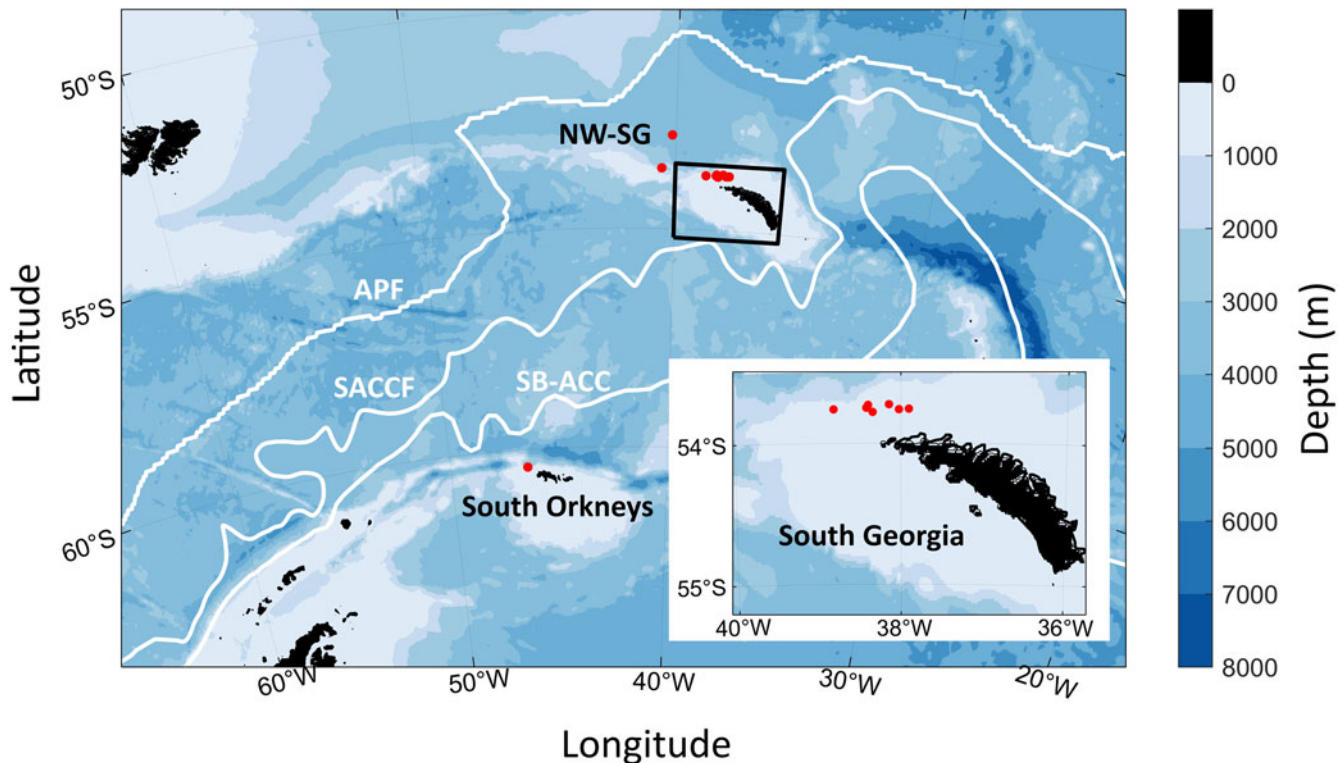 50°S
55°S
60°S
Latitude
NW-SG
APF
SACCF
SB-ACC
South Orkneys
54°S
55°S
South Georgia
40°W
38°W
36°W
60°W
50°W
40°W
30°W
20°W
Longitude
0
1000
2000
3000
4000
5000
6000
7000
8000
Depth (m)